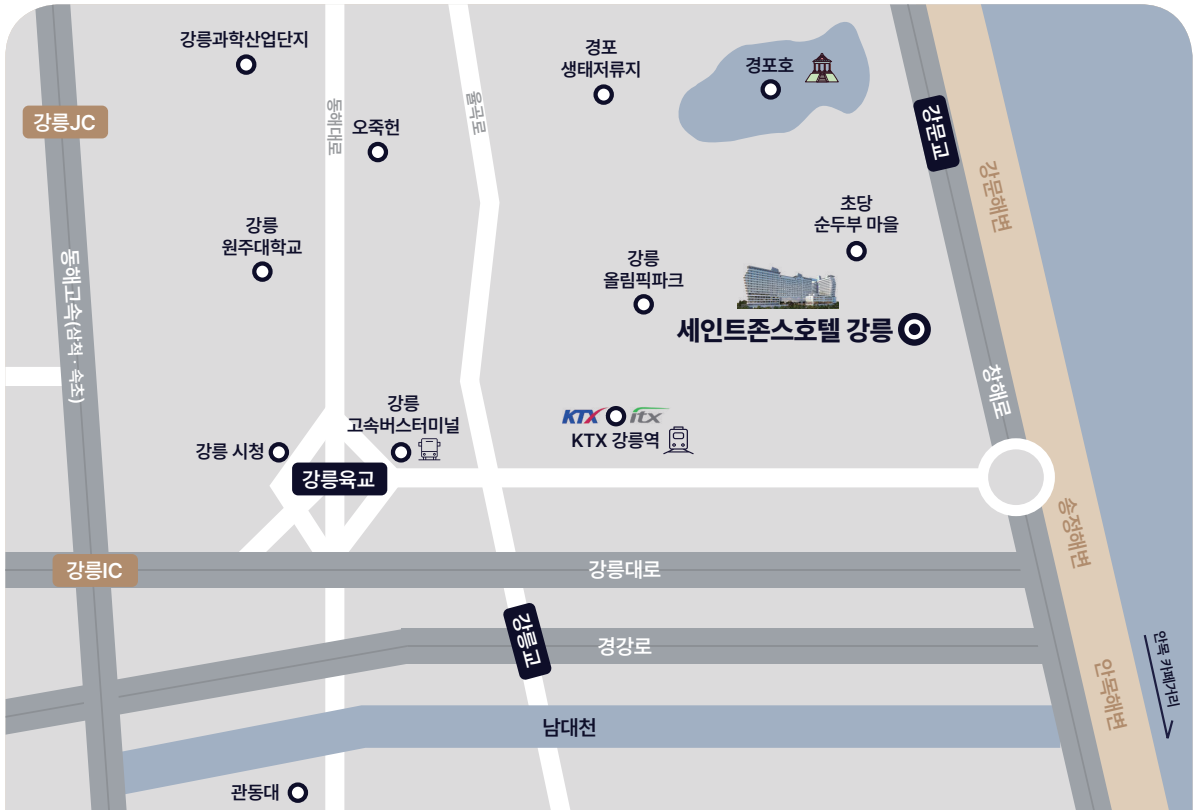 강릉과학산업단지
경포
생태저류지
경포호
강릉JC
동해대로
율곡로
오죽헌
강문교
강문해변
강릉
원주대학교
초당
순두부 마을
동해고속(삼척·속초)
강릉
올림픽파크
세인트존스호텔 강릉
창해로
강릉
고속버스터미널
KTX
itx
KTX 강릉역
강릉 시청
강릉육교
송정해변
강릉IC
강릉대로
강릉교
경강로
안목 카페거리
안목해변
남대천
관동대